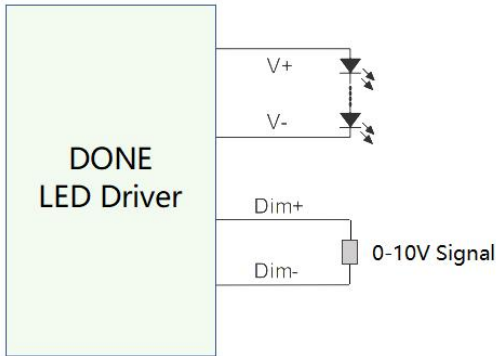 V+
V-
DONE
LED Driver
Dim+
0-10V Signal
Dim-